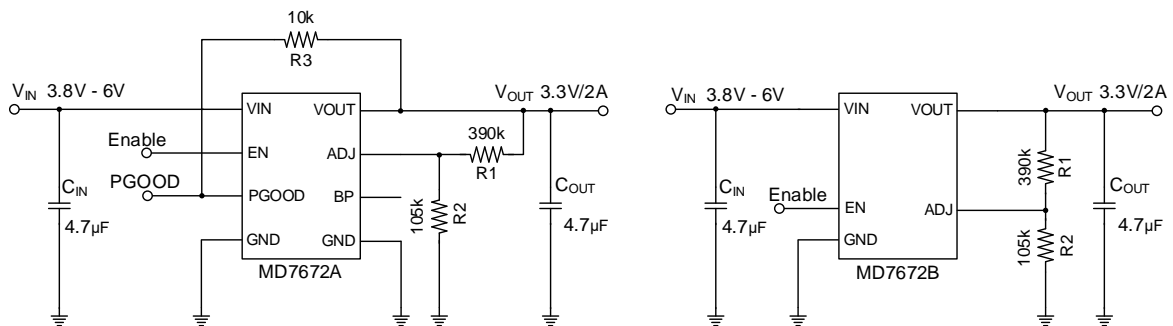 10k
R3
VIN 3.8V - 6V
VIN
VOUT
VOUT 3.3V/2A
390k
R1
Enable
EN
ADJ
PGOOD
PGOOD
BP
CIN
4.7μF
105k
R2
COUT
4.7μF
GND
GND
MD7672A
VIN 3.8V - 6V
VIN
VOUT
VOUT 3.3V/2A
390k
R1
CIN
4.7μF
Enable
EN
ADJ
COUT
4.7μF
GND
105k
R2
MD7672B